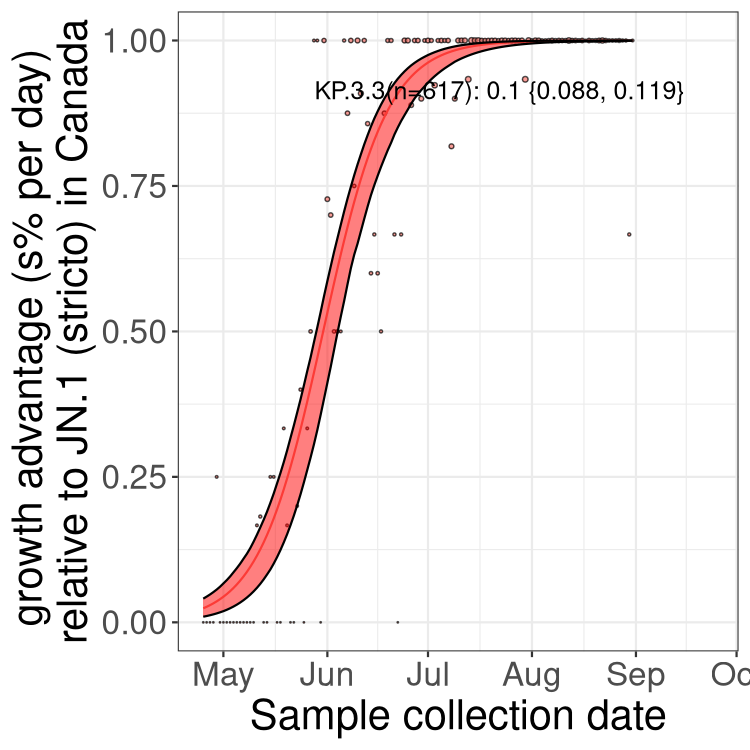 growth advantage (s% per day)
relative to JN.1 (stricto) in Canada
1.00
0.75
0.50
0.25
0.00
KP.3.3(n=617): 0.1 {0.088, 0.119}
May Jun Jul Aug Sep Oc
Sample collection date